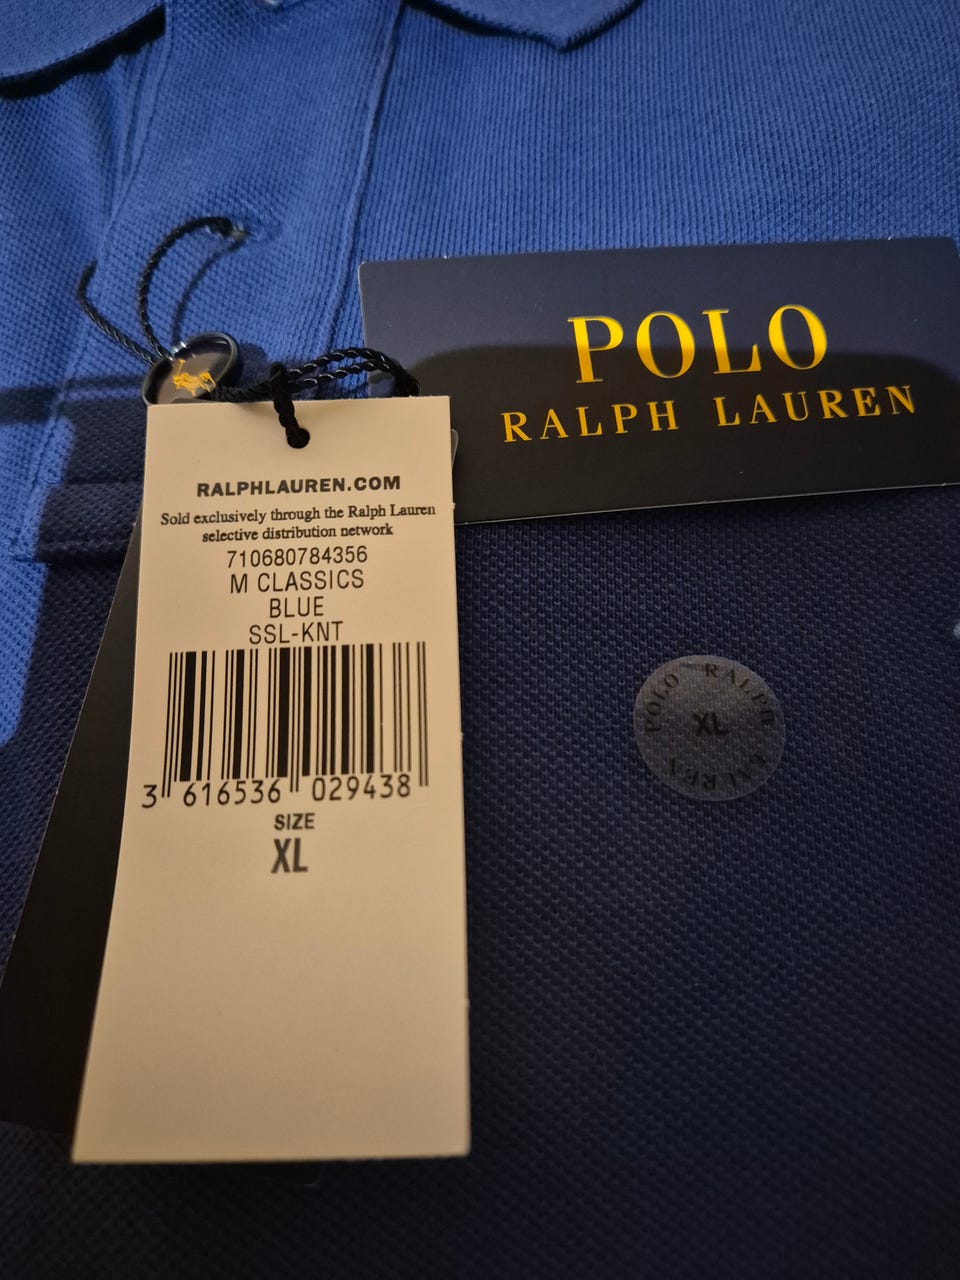 POLO
RALPH LAUREN
RALPHLAUREN.COM
Sold exclusively through the Ralph Lauren
selective distribution network
710680784356
M CLASSICS
BLUE
SSL-KNT
3 616536 029438
SIZE
XL
POLO RALPH LAUREN
XL